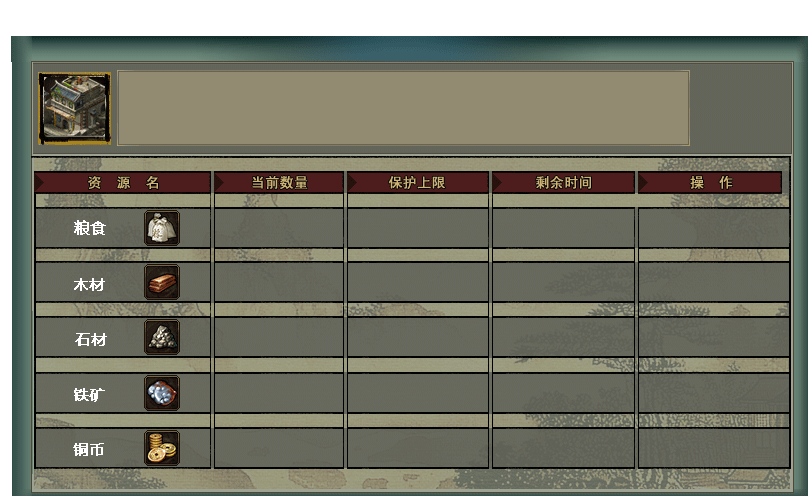 资 源 名 当前数量 保护上限 剩余时间 操 作
粮食
木材
石材
铁矿
铜币